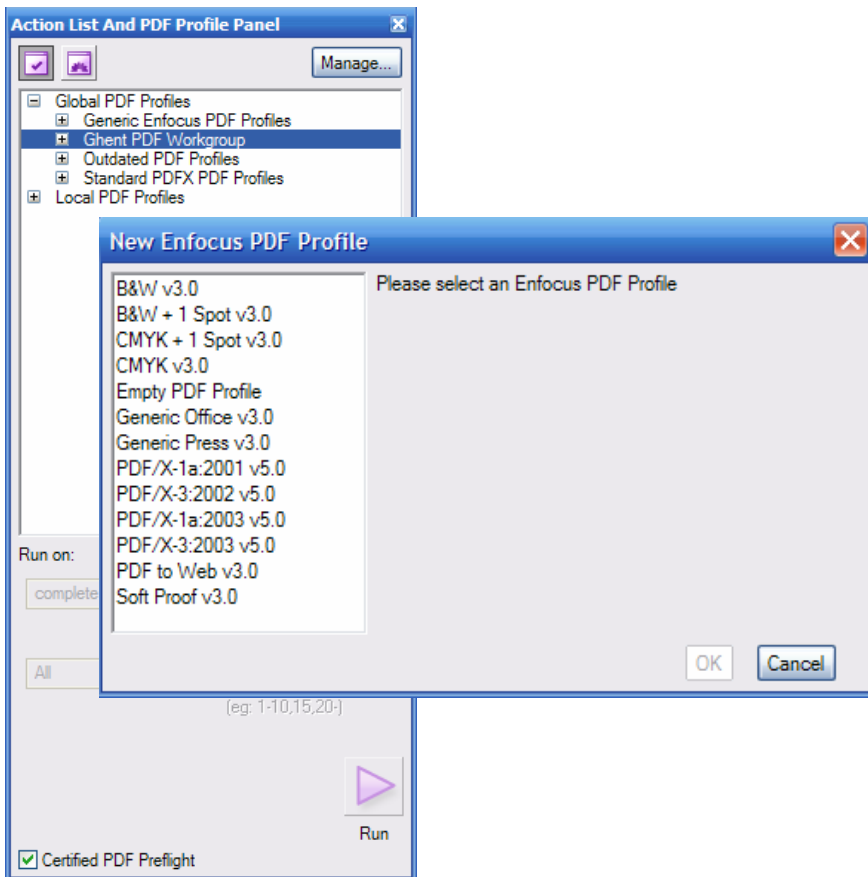 Action List And PDF Profile Panel
Manage...
Global PDF Profiles
Generic Enfocus PDF Profiles
Ghent PDF Workgroup
Outdated PDF Profiles
Standard PDFX PDF Profiles
Local PDF Profiles
New Enfocus PDF Profile
B&W v3.0
B&W + 1 Spot v3.0
CMYK + 1 Spot v3.0
CMYK v3.0
Empty PDF Profile
Generic Office v3.0
Generic Press v3.0
PDF/X-1a:2001 v5.0
PDF/X-3:2002 v5.0
PDF/X-1a:2003 v5.0
PDF/X-3:2003 v5.0
PDF to Web v3.0
Soft Proof v3.0
Please select an Enfocus PDF Profile
OK Cancel
Run on:
complete
All
(eg: 1-10,15,20-)
Run
Certified PDF Preflight